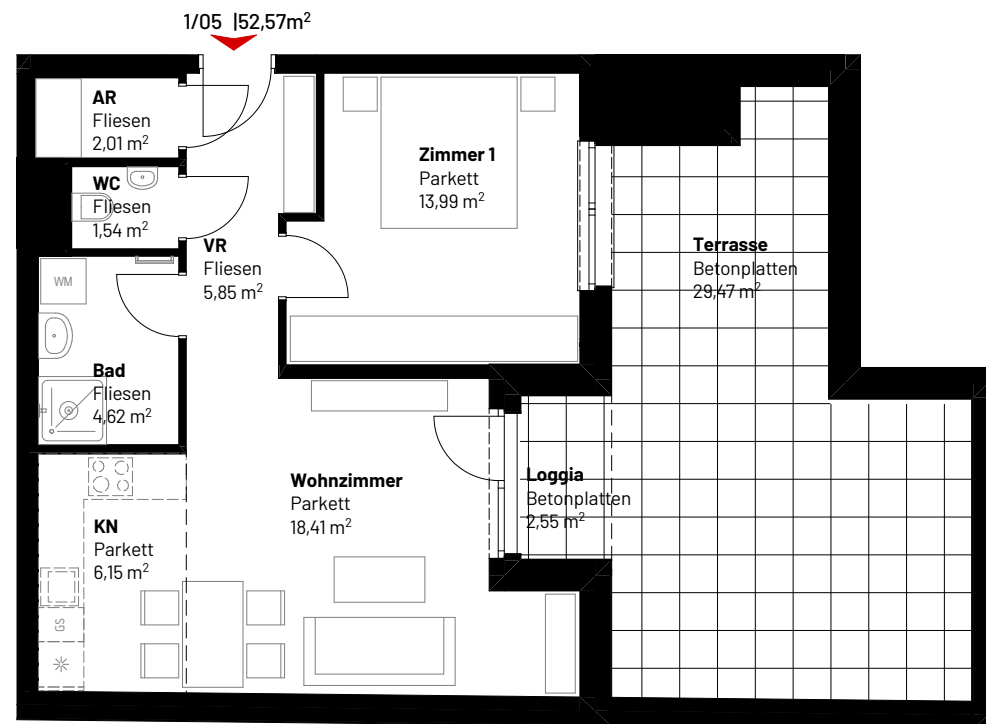 1/05 |52,57m²
AR
Fliesen
2,01 m²
WC
Fliesen
1,54 m²
VR
Fliesen
5,85 m²
Zimmer 1
Parkett
13,99 m²
Terrasse
Betonplatten
29,47 m²
WM
Bad
Fliesen
4,62 m²
Wohnzimmer
Parkett
18,41 m²
Loggia
Betonplatten
2,55 m²
KN
Parkett
6,15 m²
GS